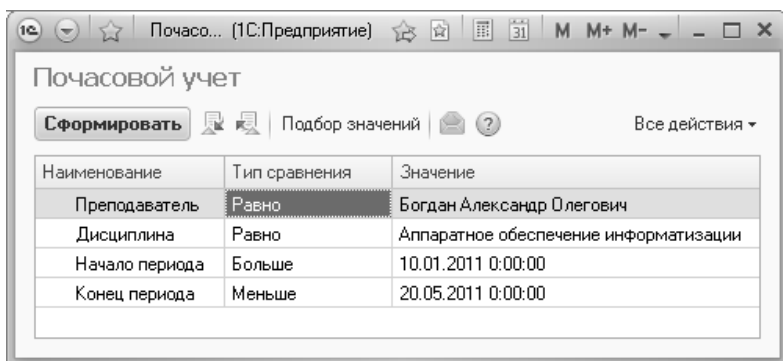 1С Почасо... (1С:Предприятие) 31 M M+ M-
Почасовой учет
Сформировать Подбор значений ? Все действия
Наименование Тип сравнения Значение
Преподаватель Равно Богдан Александр Олегович
Дисциплина Равно Аппаратное обеспечение информатизации
Начало периода Больше 10.01.2011 0:00:00
Конец периода Меньше 20.05.2011 0:00:00